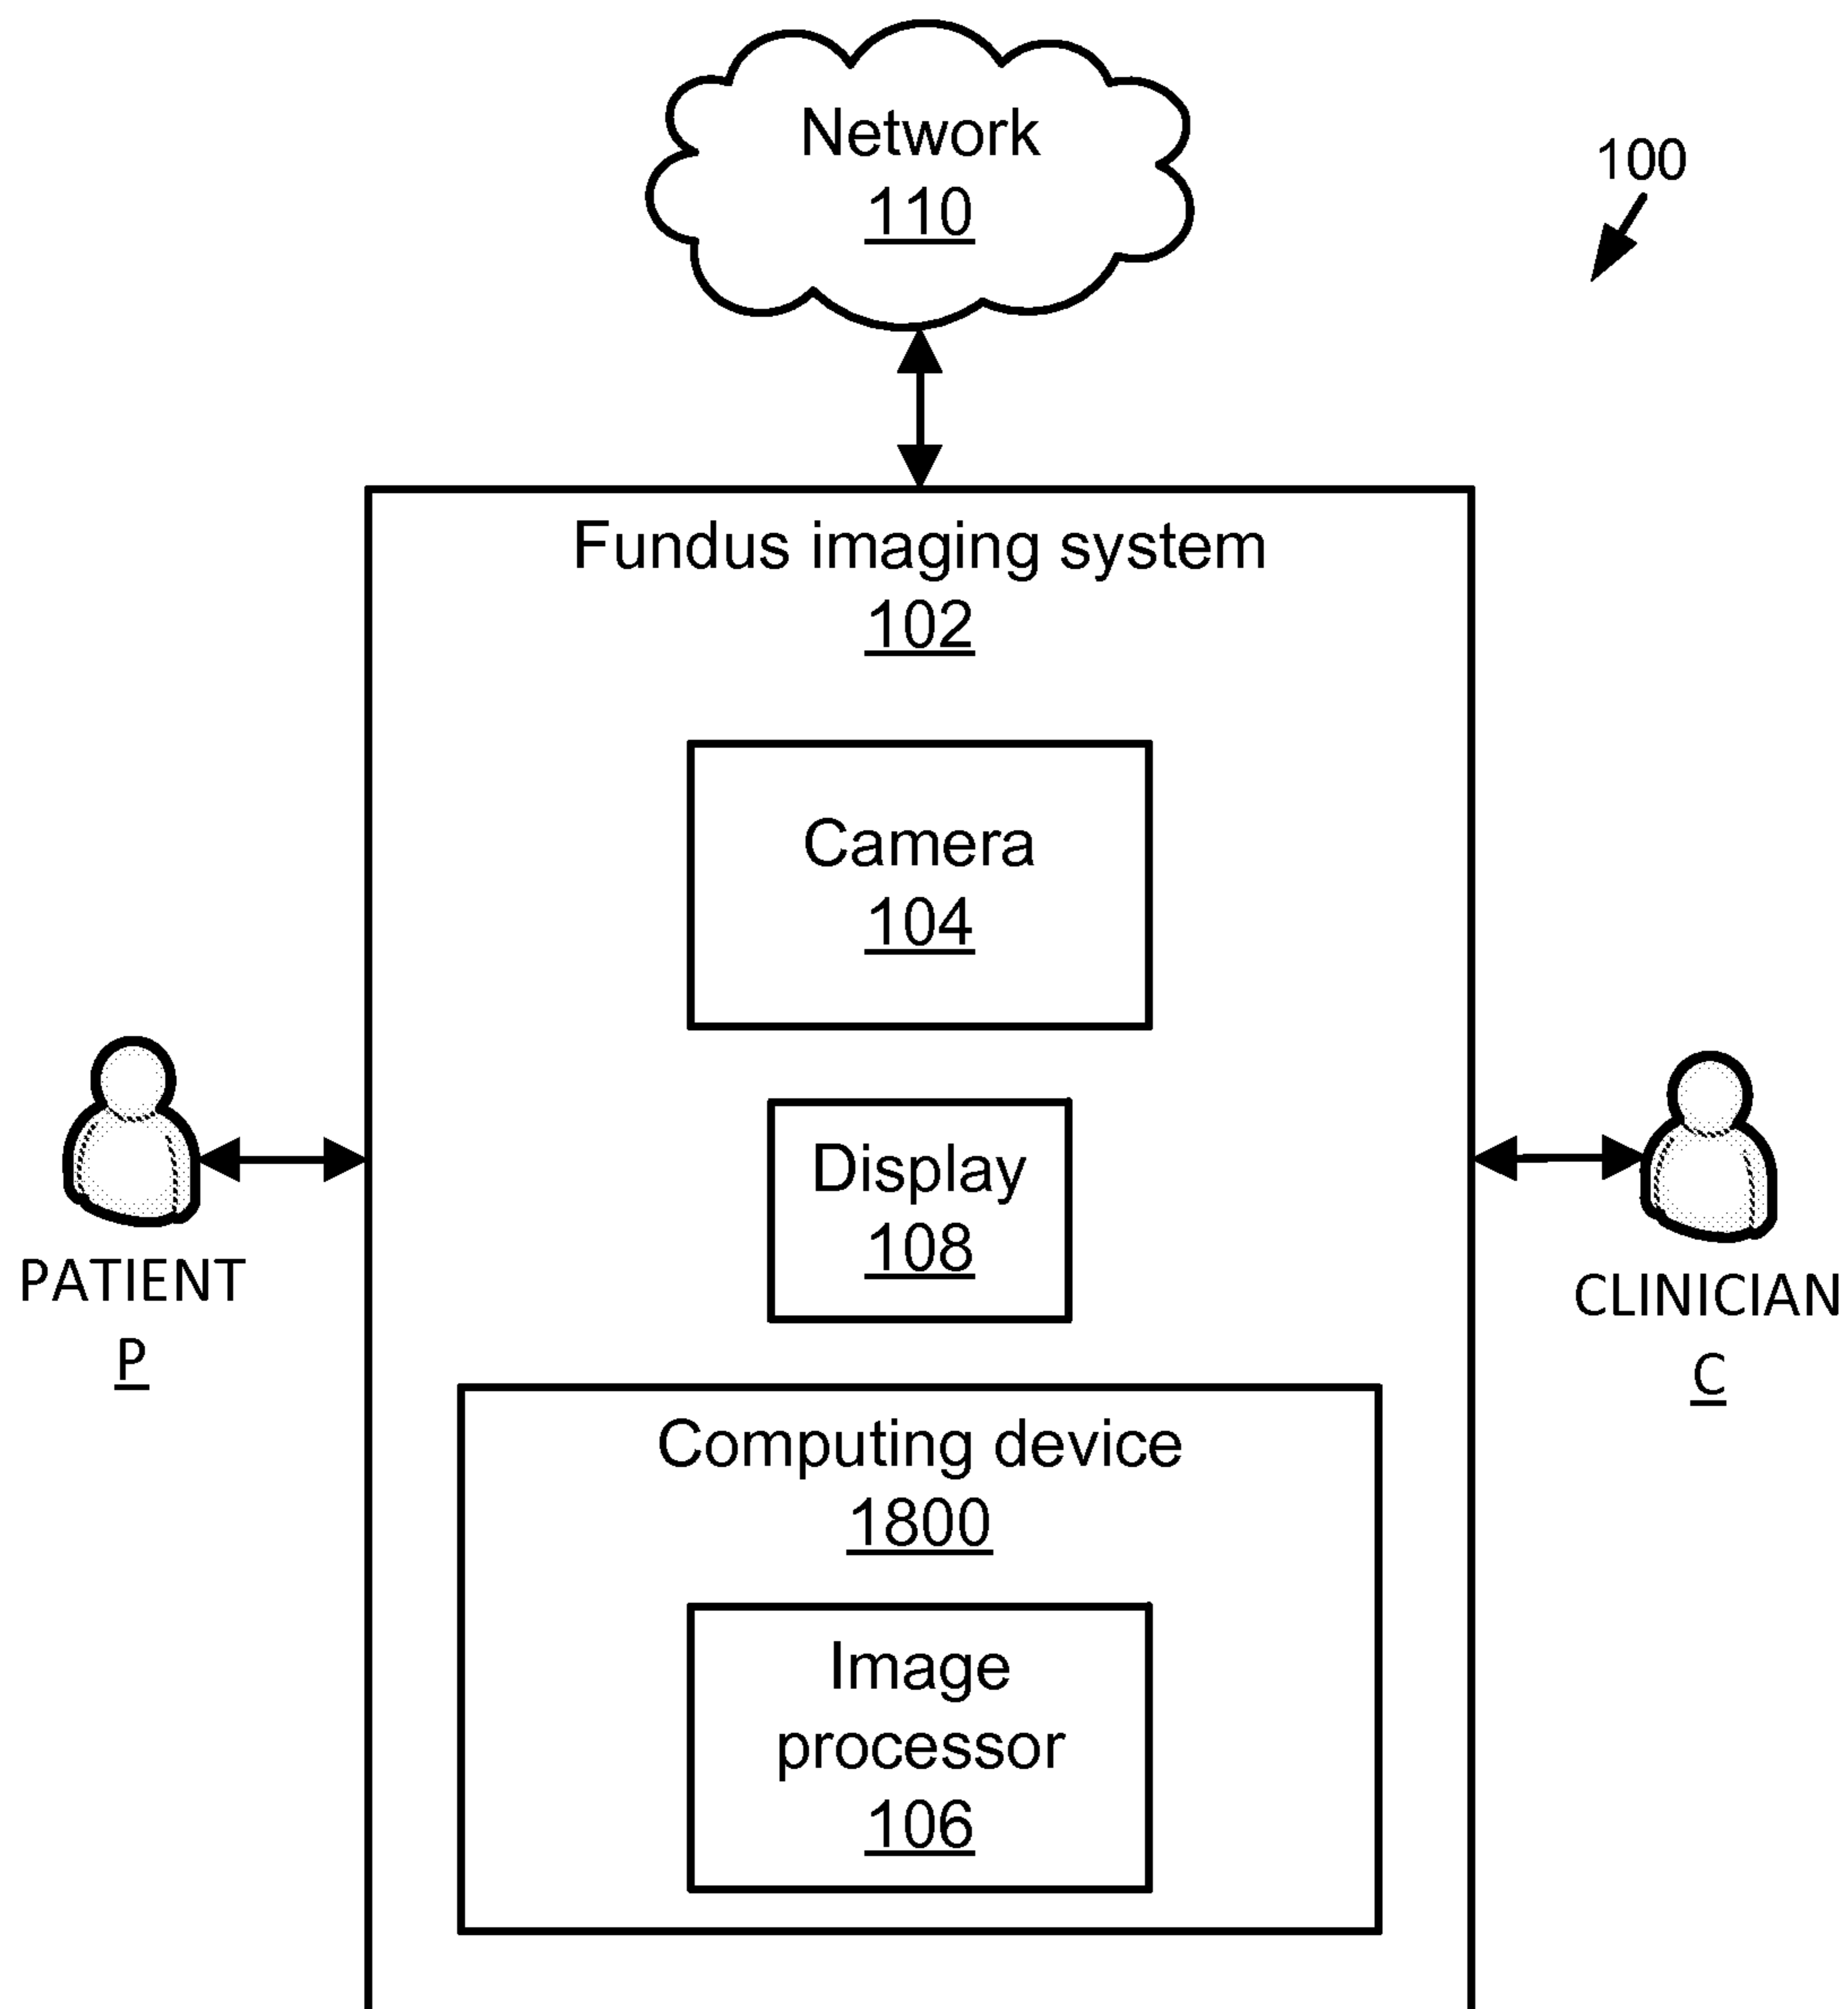 Network
110
100
Fundus imaging system
102
Camera
104
Display
108
PATIENT
P
CLINICIAN
C
Computing device
1800
Image
processor
106